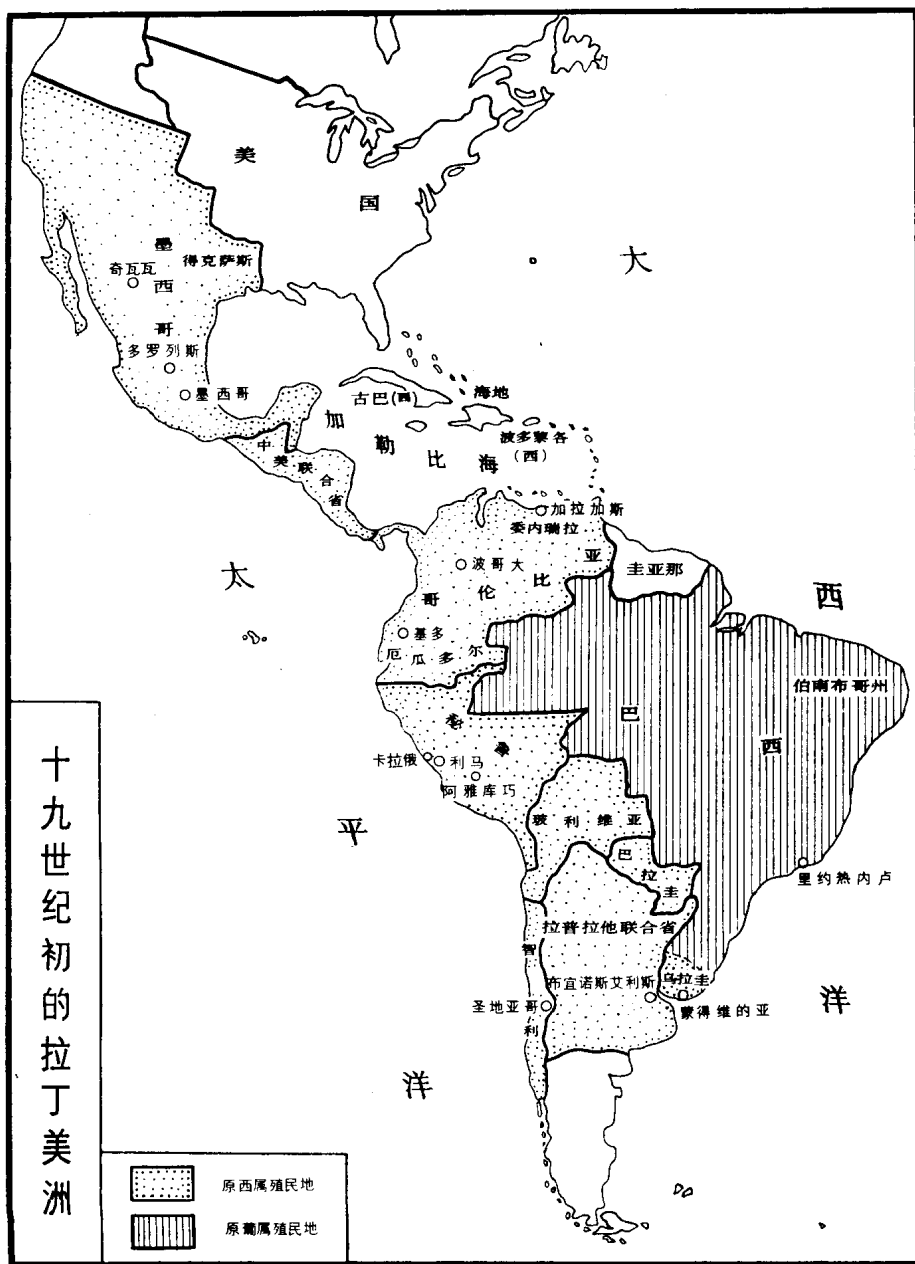 十九世纪初的拉丁美洲
美国
大西洋
太平洋
墨西哥
得克萨斯
奇瓦瓦
多罗列斯
墨西哥
古巴(西)
海地
波多黎各
(西)
加勒比海
中美联合省
加拉加斯
委内瑞拉
波哥大
哥伦比亚
圭亚那
基多
厄瓜多尔
伯南布哥州
巴西
秘鲁
卡拉俄
利马
阿雅库巧
玻利维亚
巴拉圭
里约热内卢
拉普拉他联合省
智利
布宜诺斯艾利斯
乌拉圭
圣地亚哥
蒙得维的亚
原西属殖民地
原葡属殖民地